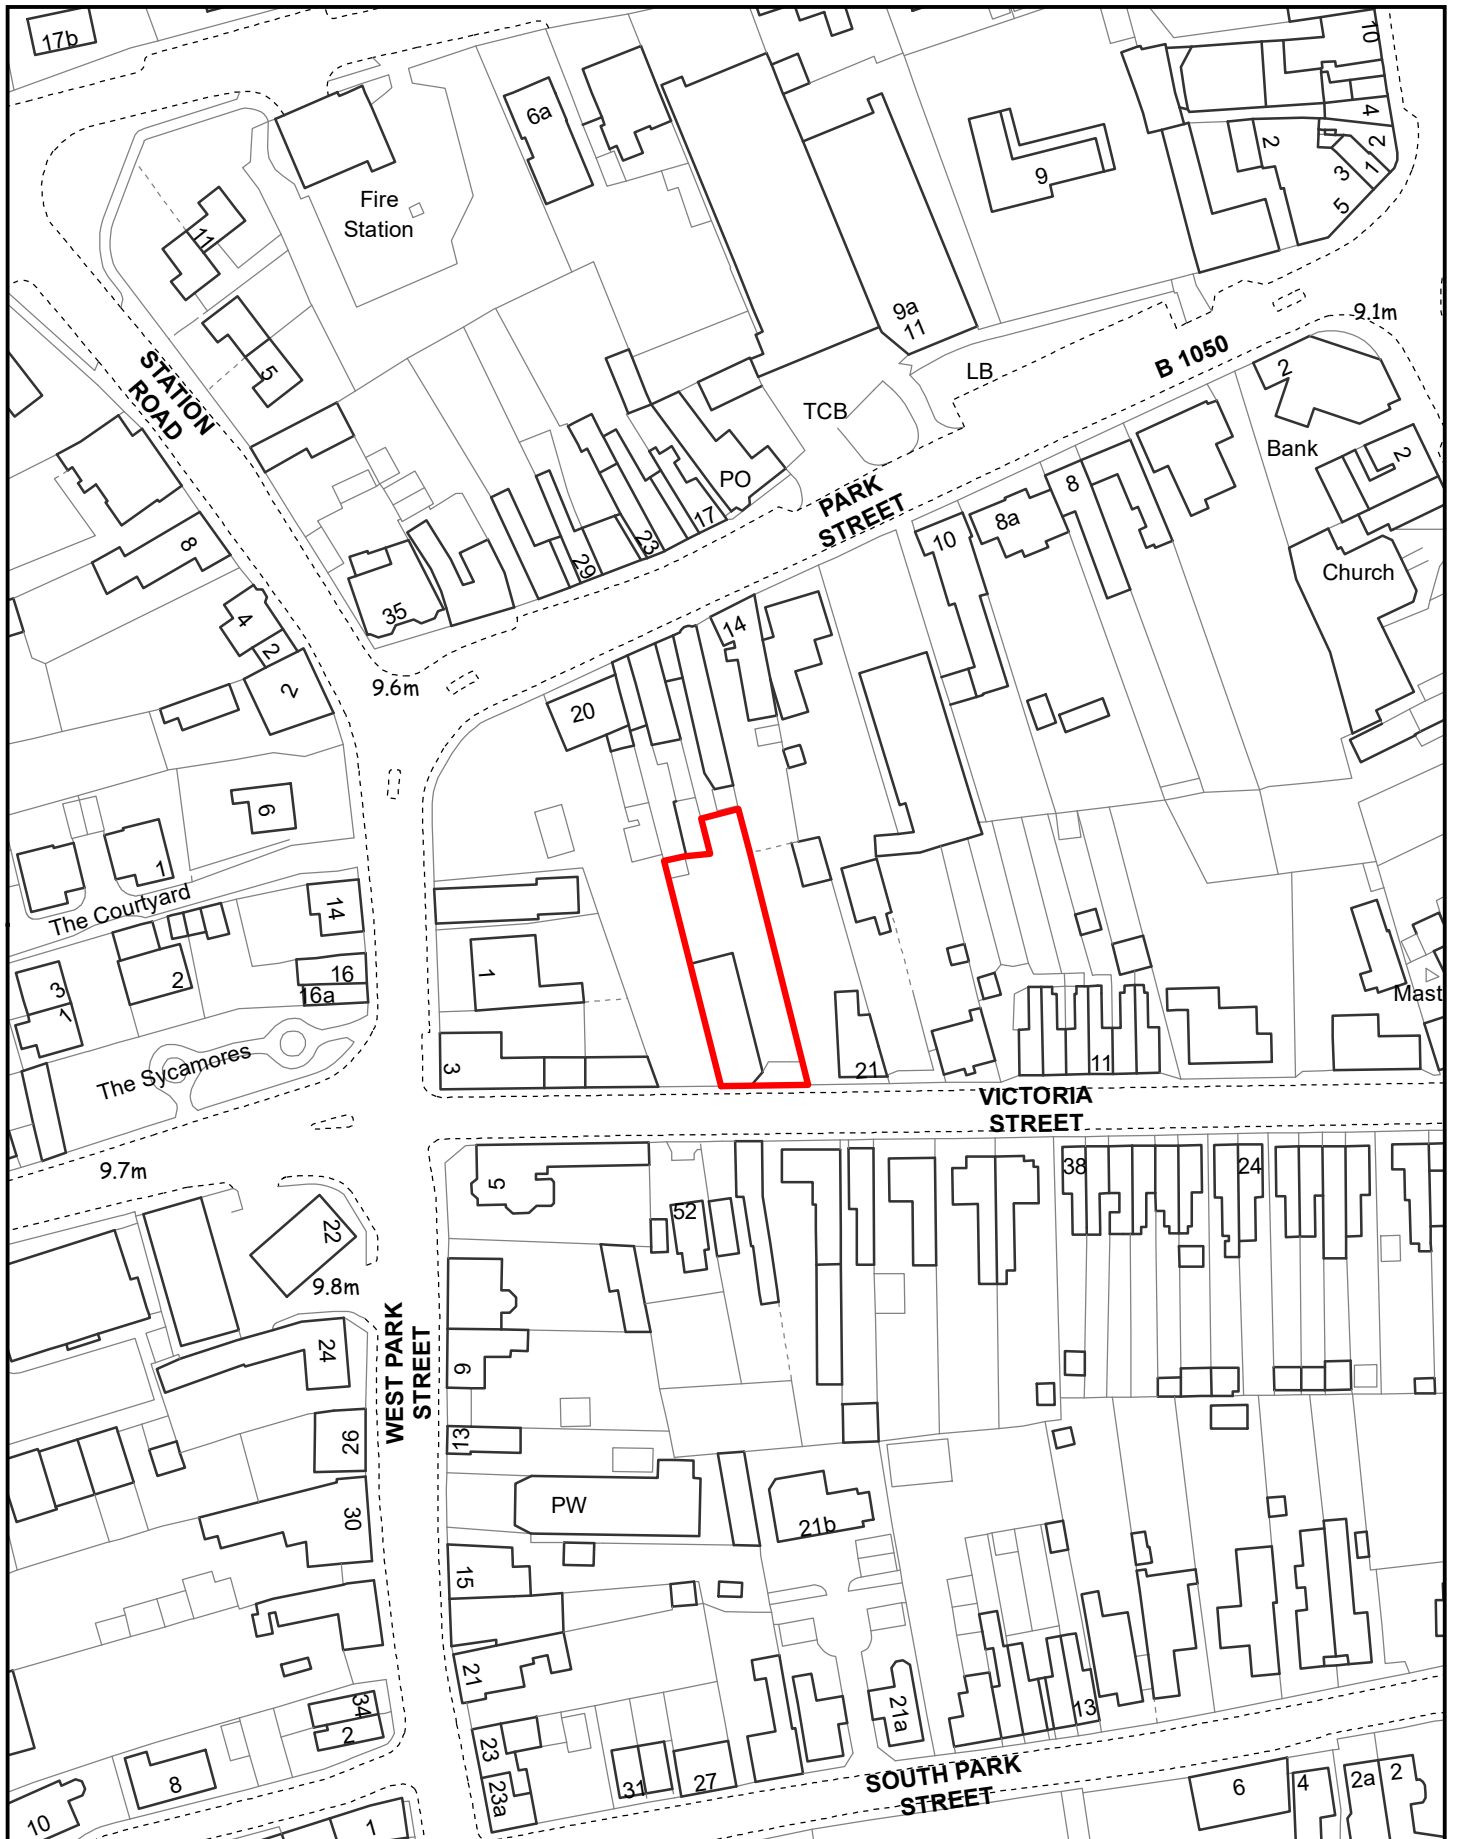 17b
6a
Fire
Station
11
5
9
10
4
2
2
1
3
5
9a
11
9.1m
LB
B 1050
STATION
ROAD
TCB
2
Bank
2
PO
PARK
STREET
17
23
29
35
8
8a
10
8
Church
4
2
2
9.6m
14
20
6
1
The Courtyard
14
16
16a
2
3
1
1
Mast
The Sycamores
3
21
11
VICTORIA
STREET
9.7m
5
52
38
24
22
9.8m
WEST PARK
STREET
24
9
26
13
30
PW
21b
15
21
34
2
21a
13
23
23a
31
27
8
10
1
SOUTH PARK
STREET
6
4
2a
2